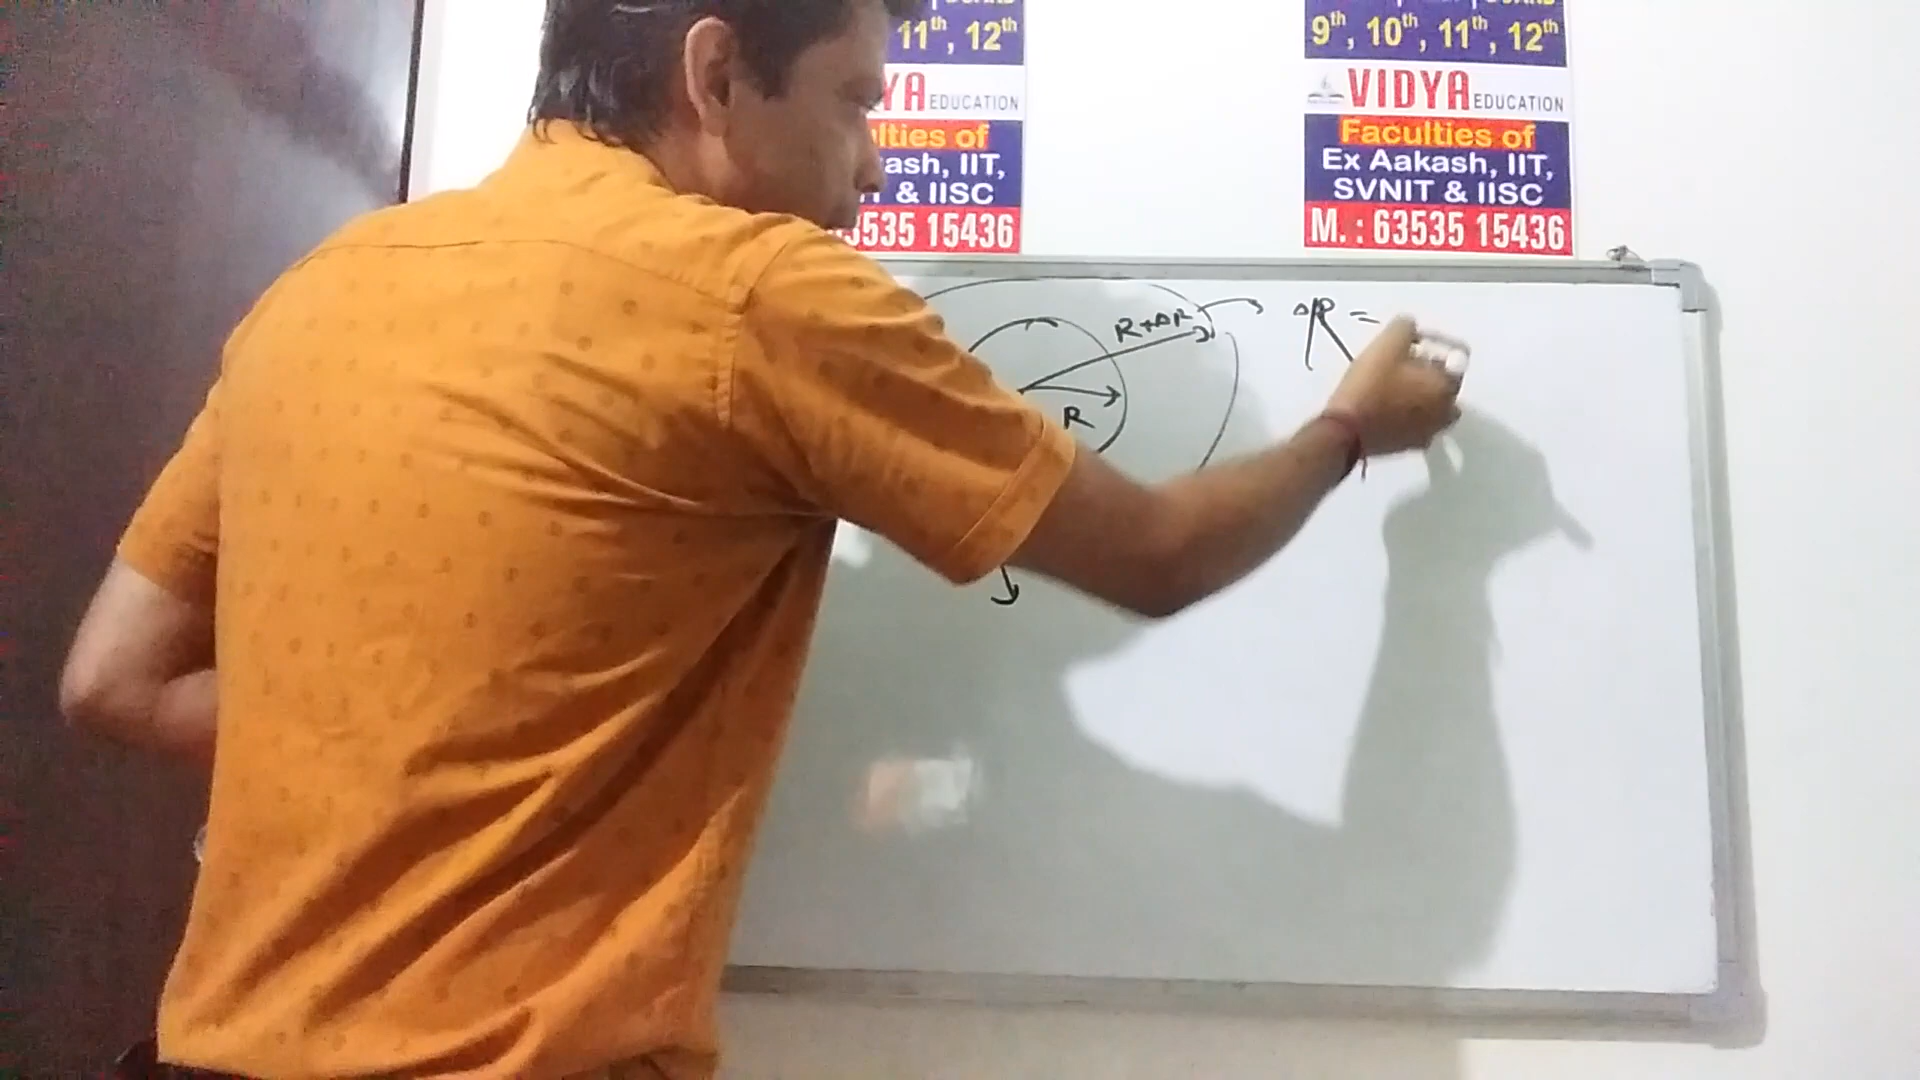 11th, 12th
YA EDUCATION
lties of
ash, IIT,
& IISC
3535 15436
9th, 10th, 11th, 12th
VIDYA EDUCATION
Faculties of
Ex Aakash, IIT,
SVNIT & IISC
M. : 63535 15436
R+ΔR
R
ΔR =